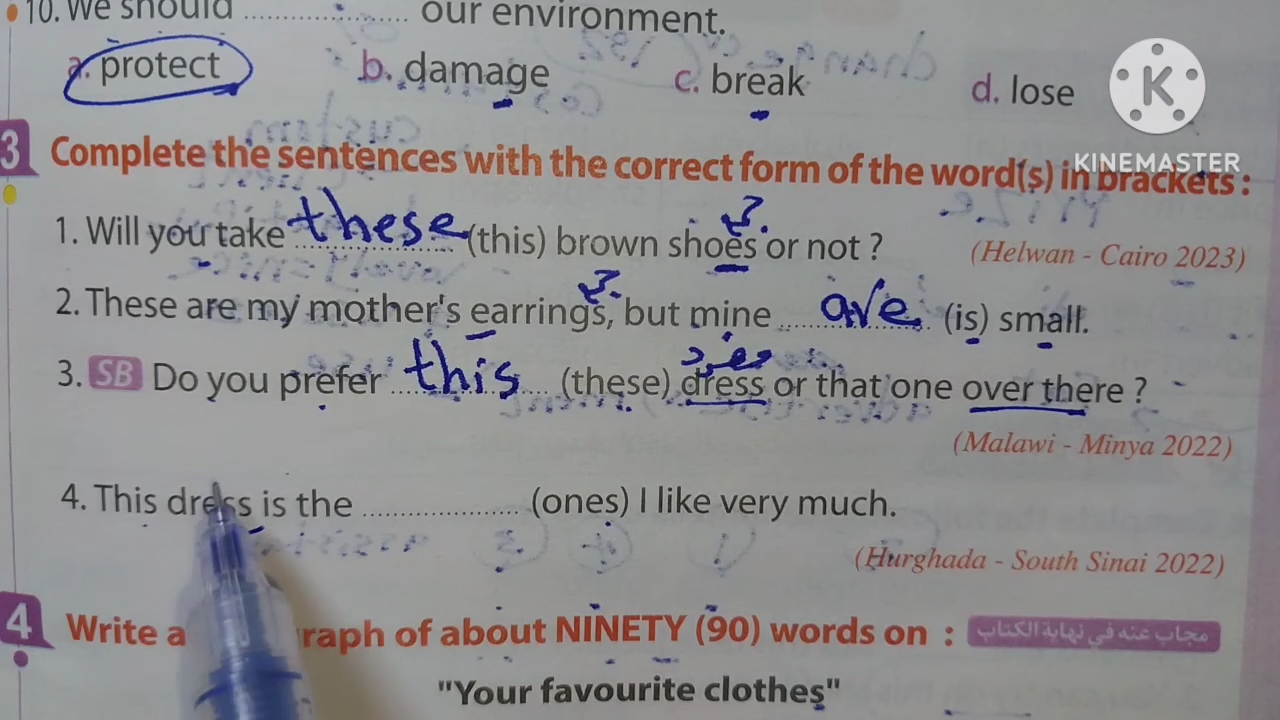 10. We should .................. our environment.
a. protect b. damage c. break d. lose
K
KINEMASTER
3 Complete the sentences with the correct form of the word(s) in brackets :
1. Will you take these (this) brown shoes or not ? (Helwan - Cairo 2023)
جـ.
2. These are my mother's earrings, but mine are (is) small.
جـ.
3. SB Do you prefer this (these) dress or that one over there ?
مفرد
(Malawi - Minya 2022)
4. This dress is the .................. (ones) I like very much.
(Hurghada - South Sinai 2022)
4 Write a graph of about NINETY (90) words on : مجاب عنه في نهاية الكتاب
"Your favourite clothes"